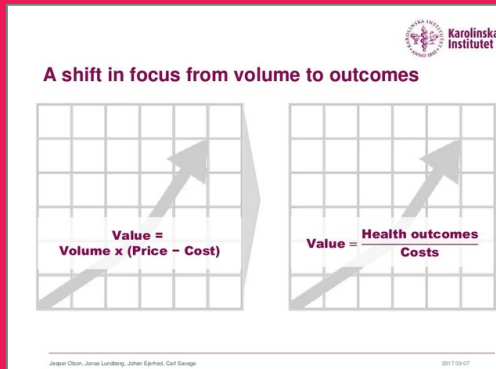 Karolinska
Institutet
A shift in focus from volume to outcomes
Value =
Volume x (Price − Cost)
Value = Health outcomes
Costs
Jesper Olson, Jonas Lundberg, Johan Ejerhed, Carl Savage
2017 09 07